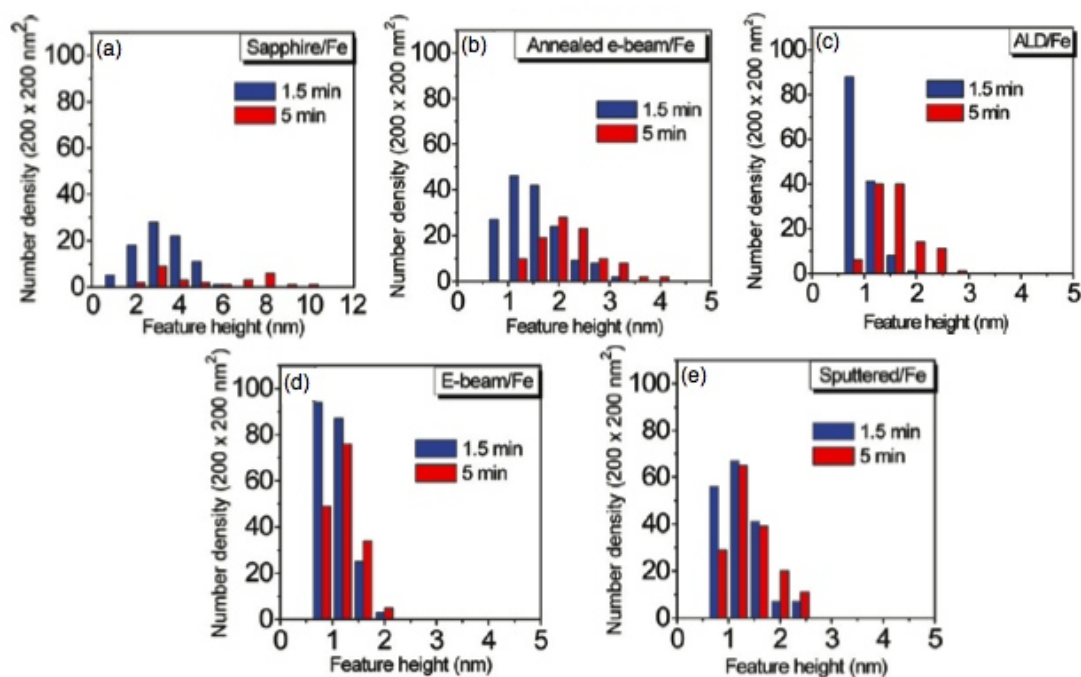 (a)
Sapphire/Fe
1.5 min
5 min
Number density (200 x 200 nm²)
100
80
60
40
20
0
0 2 4 6 8 10 12
Feature height (nm)
(b)
Annealed e-beam/Fe
1.5 min
5 min
Number density (200 x 200 nm²)
100
80
60
40
20
0
0 1 2 3 4 5
Feature height (nm)
(c)
ALD/Fe
1.5 min
5 min
Number density (200 x 200 nm²)
100
80
60
40
20
0
0 1 2 3 4 5
Feature height (nm)
(d)
E-beam/Fe
1.5 min
5 min
Number density (200 x 200 nm²)
100
80
60
40
20
0
0 1 2 3 4 5
Feature height (nm)
(e)
Sputtered/Fe
1.5 min
5 min
Number density (200 x 200 nm²)
100
80
60
40
20
0
0 1 2 3 4 5
Feature height (nm)